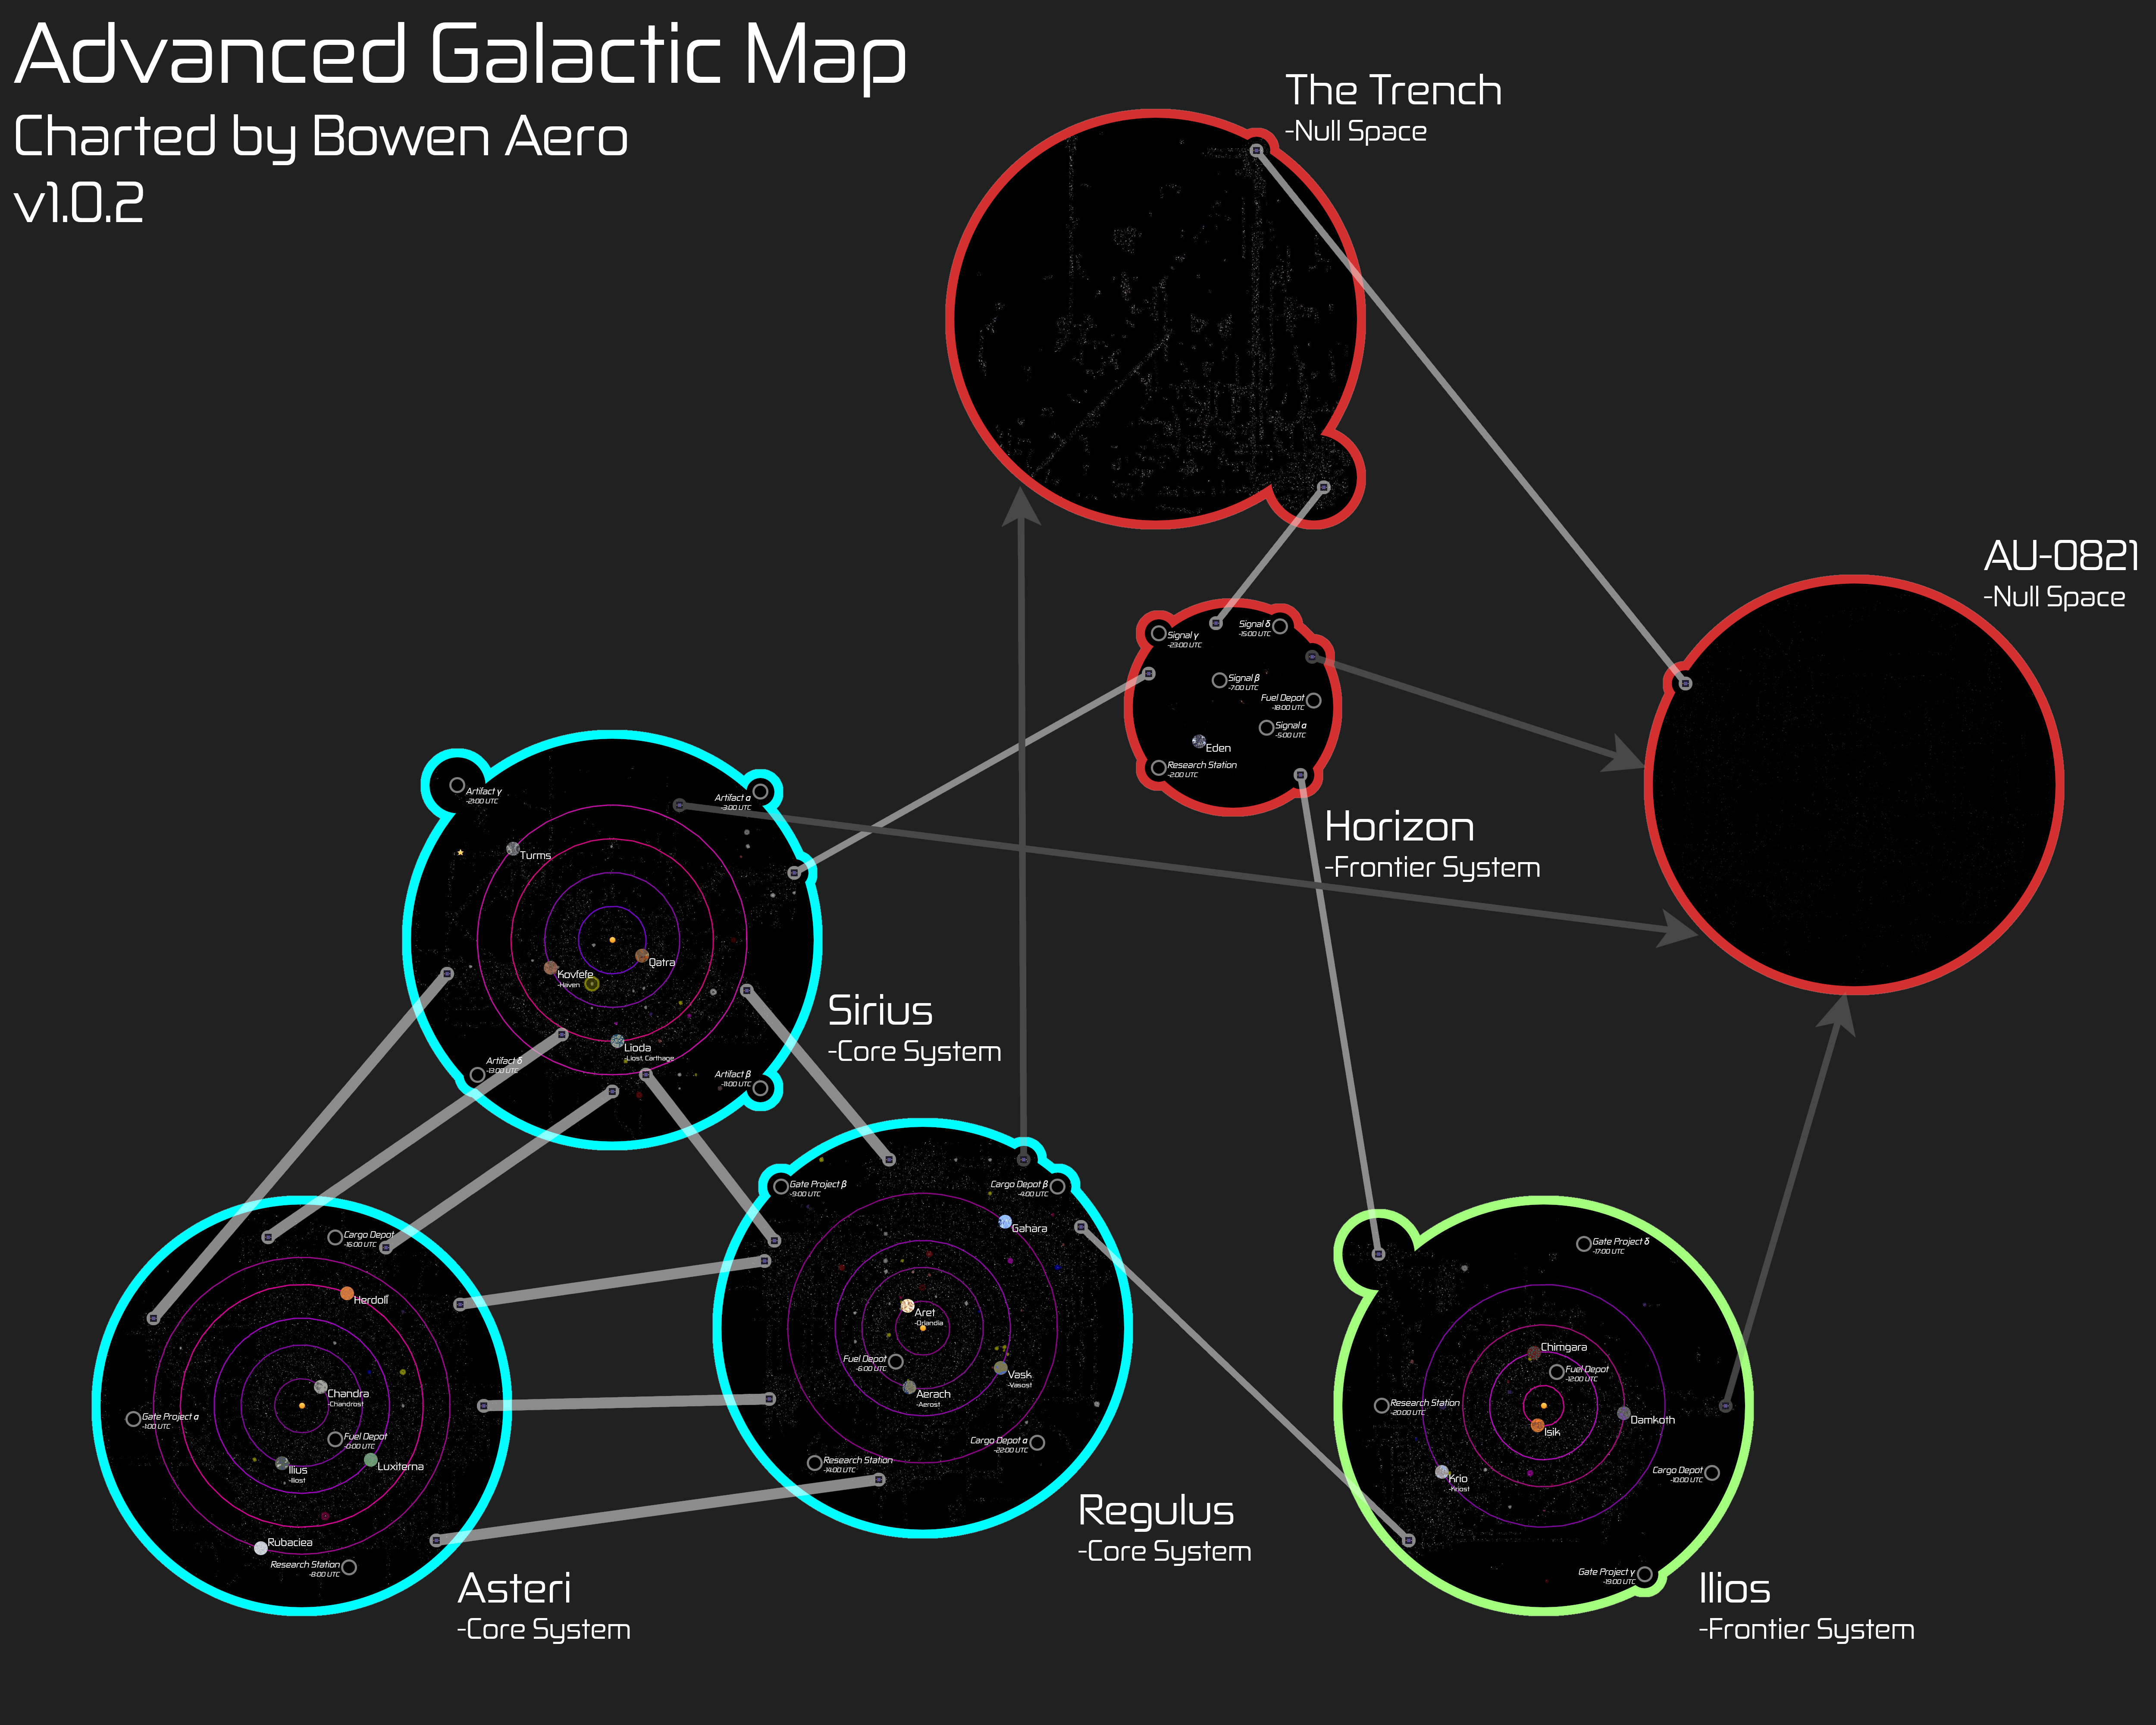 Advanced Galactic Map
Charted by Bowen Aero
v1.0.2
The Trench
-Null Space
AU-0821
-Null Space
Signal γ
-23:00 UTC
Signal δ
-15:00 UTC
Signal β
-7:00 UTC
Fuel Depot
-18:00 UTC
Signal α
-5:00 UTC
Eden
Research Station
-2:00 UTC
Horizon
-Frontier System
Artifact γ
-21:00 UTC
Artifact α
-3:00 UTC
Turms
Qatra
Kovfefe
-Haven
Lioda
-Liost, Carthage
Artifact δ
-13:00 UTC
Artifact β
-11:00 UTC
Sirius
-Core System
Gate Project β
-9:00 UTC
Cargo Depot β
-4:00 UTC
Gahara
Aret
-Orlandia
Fuel Depot
-6:00 UTC
Vask
-Vasost
Aerach
-Aerost
Cargo Depot α
-22:00 UTC
Research Station
-14:00 UTC
Regulus
-Core System
Cargo Depot
-16:00 UTC
Herdoli
Chandra
-Chandrost
Gate Project α
-1:00 UTC
Fuel Depot
-0:00 UTC
Ilius
-Iliost
Luxiterna
Rubaciea
Research Station
-8:00 UTC
Asteri
-Core System
Gate Project δ
-17:00 UTC
Chimgara
Fuel Depot
-12:00 UTC
Research Station
-20:00 UTC
Damkoth
Isik
Krio
-Kriost
Cargo Depot
-10:00 UTC
Gate Project γ
-19:00 UTC
Ilios
-Frontier System